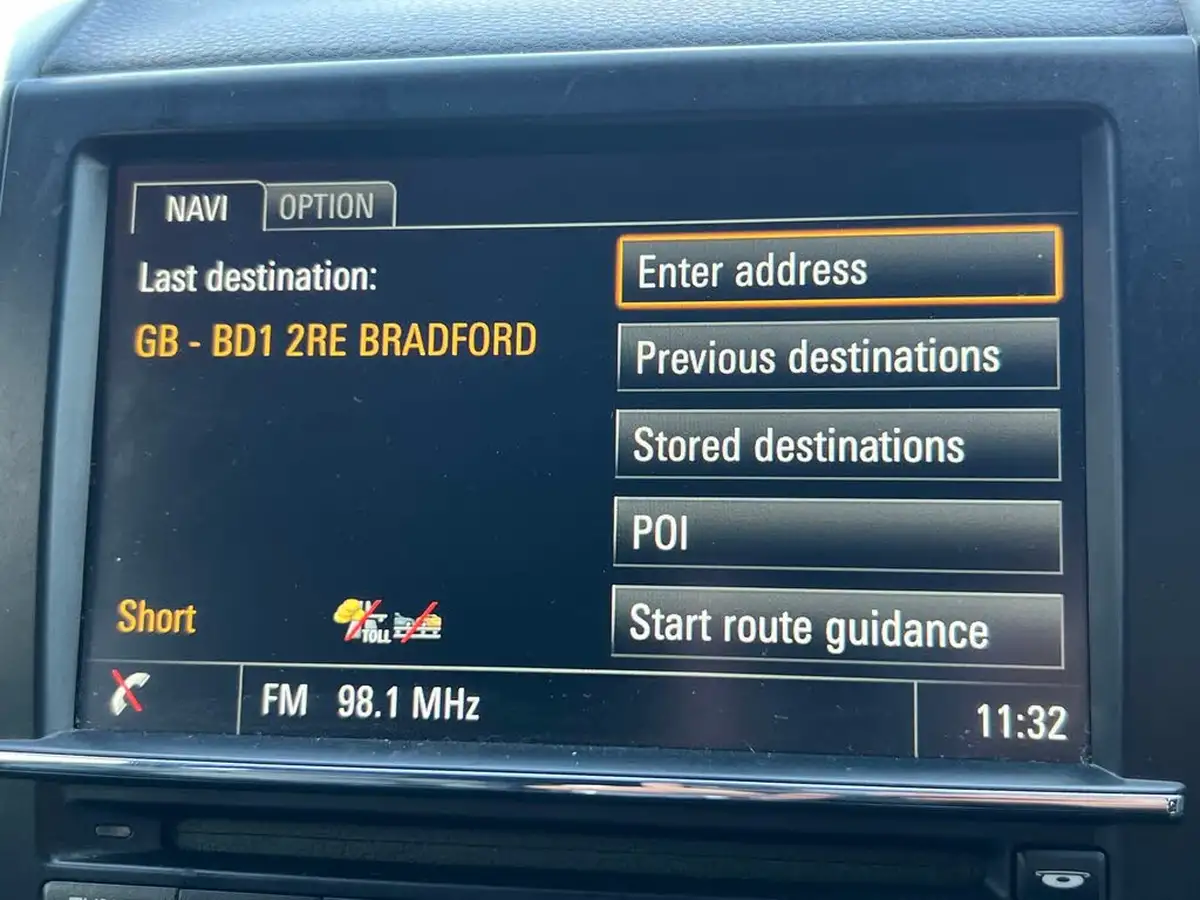 NAVI
OPTION
Last destination:
GB - BD1 2RE BRADFORD
Enter address
Previous destinations
Stored destinations
POI
Start route guidance
Short
TOLL
FM 98.1 MHz
11:32